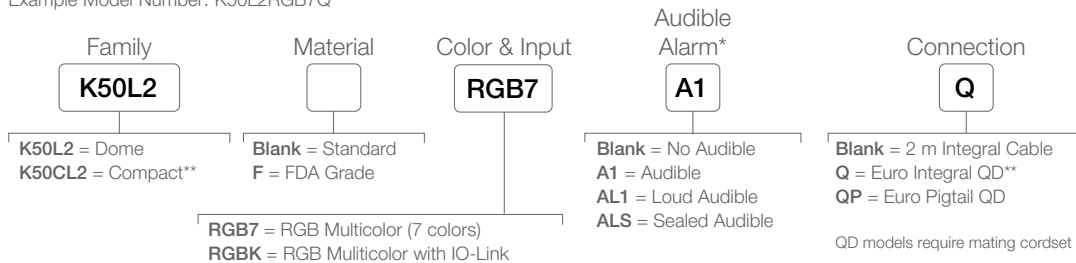 Example Model Number: K50L2RGB7Q
Family
Material
Color & Input
Audible
Alarm*
Connection
K50L2
RGB7
A1
Q
K50L2 = Dome
K50CL2 = Compact**
Blank = Standard
F = FDA Grade
RGB7 = RGB Multicolor (7 colors)
RGBK = RGB Muliticolor with IO-Link
Blank = No Audible
A1 = Audible
AL1 = Loud Audible
ALS = Sealed Audible
Blank = 2 m Integral Cable
Q = Euro Integral QD**
QP = Euro Pigtail QD
QD models require mating cordset